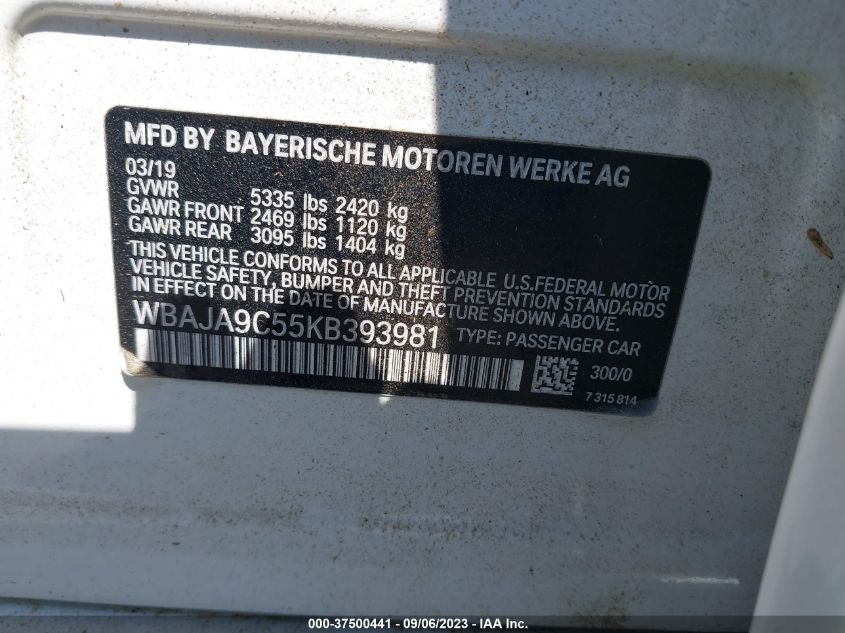 MFD BY BAYERISCHE MOTOREN WERKE AG
03/19
GVWR 5335 lbs 2420 kg
GAWR FRONT 2469 lbs 1120 kg
GAWR REAR 3095 lbs 1404 kg
THIS VEHICLE CONFORMS TO ALL APPLICABLE U.S.FEDERAL MOTOR
VEHICLE SAFETY, BUMPER AND THEFT PREVENTION STANDARDS
IN EFFECT ON THE DATE OF MANUFACTURE SHOWN ABOVE.
WBAJA9C55KB393981 TYPE: PASSENGER CAR
300/0
7315814
000-37500441 - 09/06/2023 - IAA Inc.